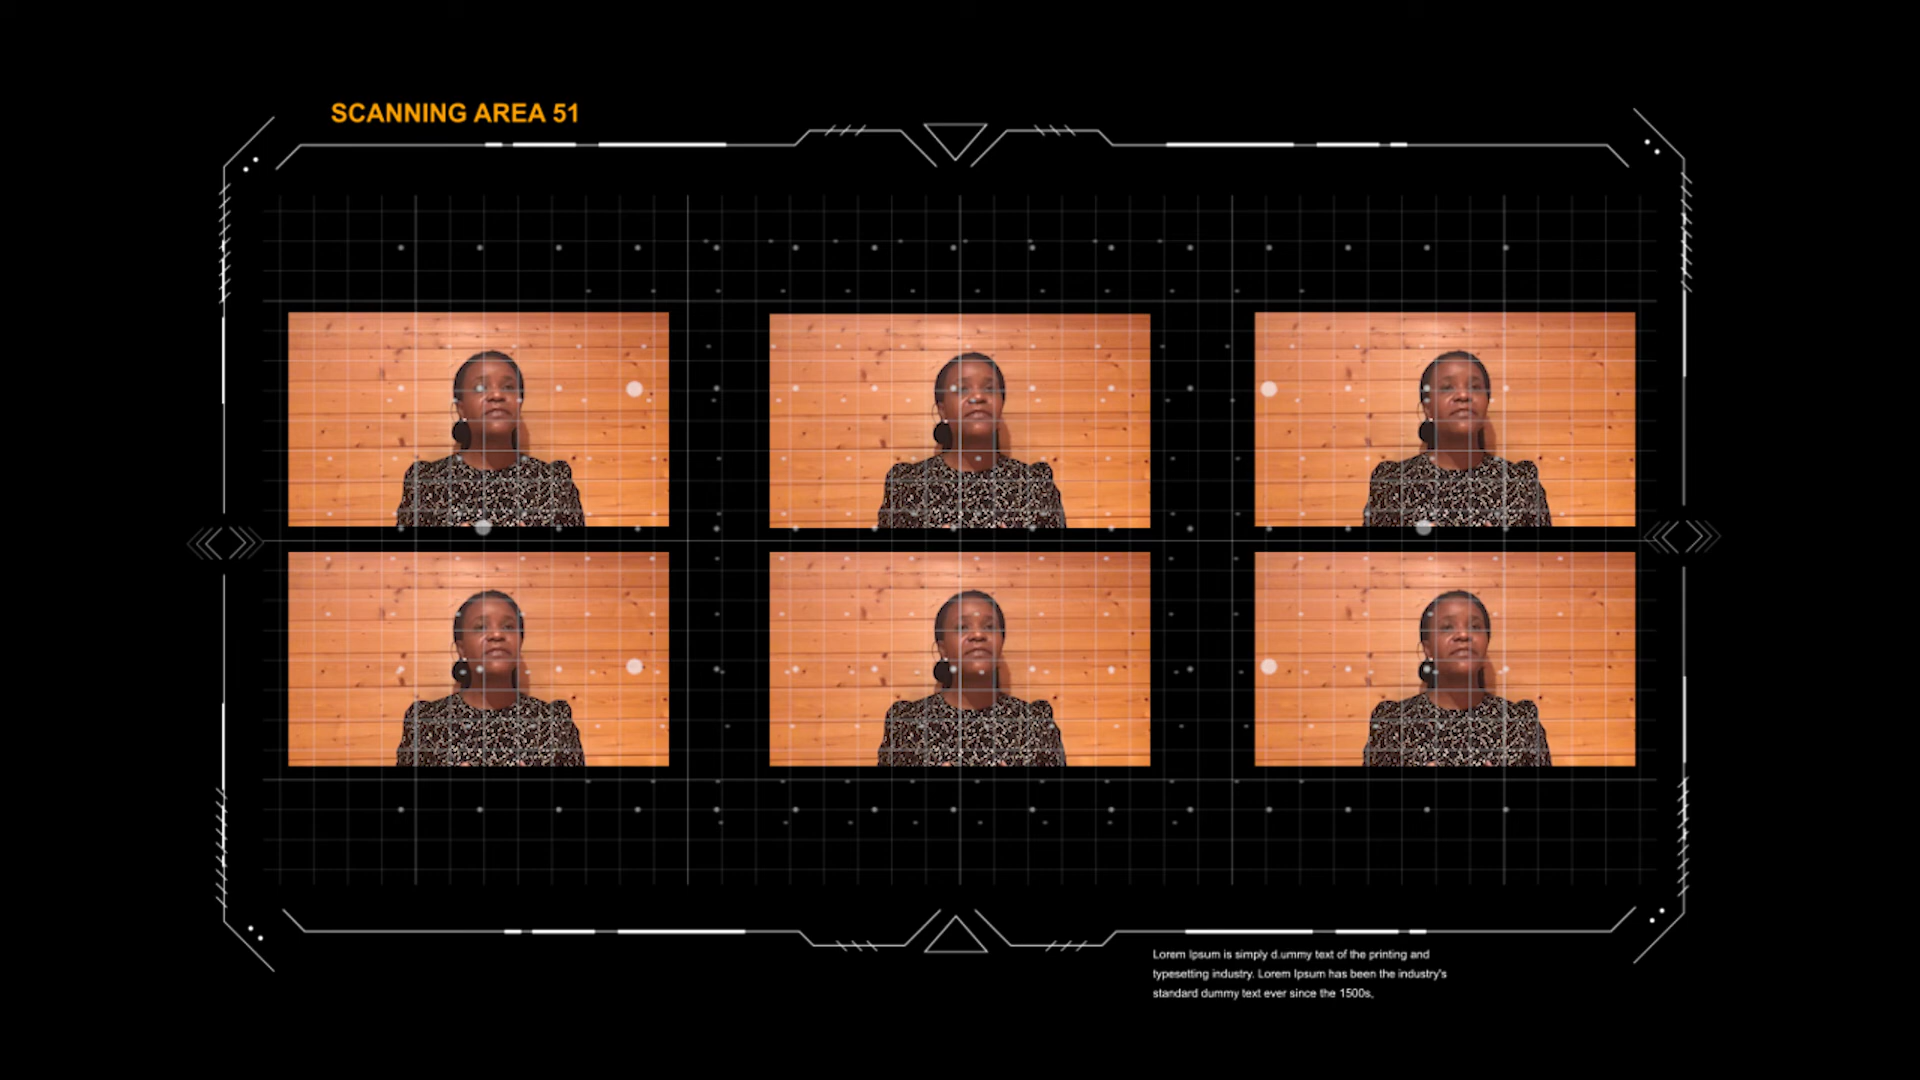 SCANNING AREA 51
Lorem Ipsum is simply d.ummy text of the printing and
typesetting industry. Lorem Ipsum has been the industry's
standard dummy text ever since the 1500s,